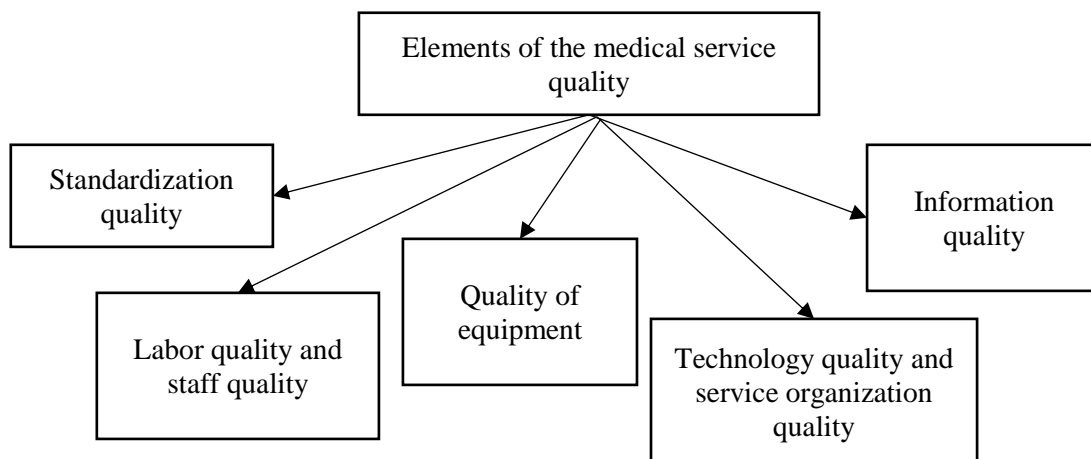 Elements of the medical service
quality
Standardization
quality
Information
quality
Quality of
equipment
Labor quality and
staff quality
Technology quality and
service organization
quality